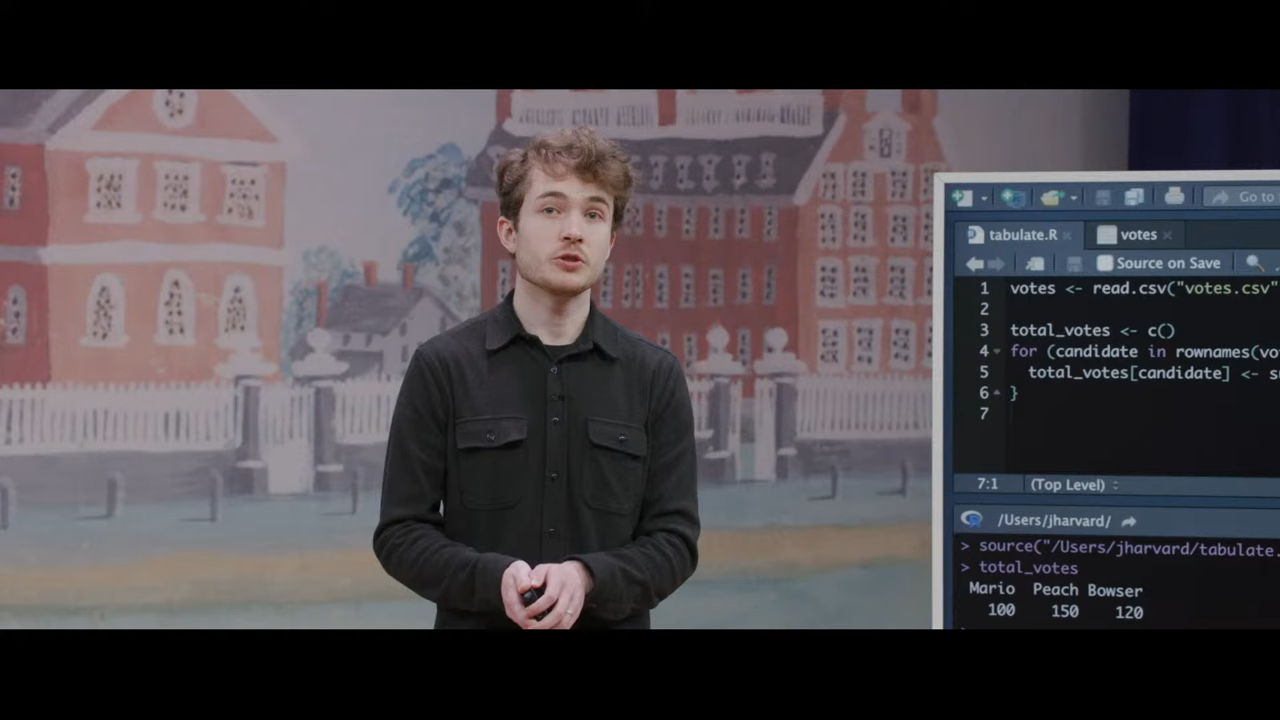 Go to
tabulate.R
votes
Source on Save
1 votes <- read.csv("votes.csv"
2
3 total_votes <- c()
4 for (candidate in rownames(vo
5 total_votes[candidate] <- s
6 }
7
7:1 (Top Level)
/Users/jharvard/
> source("/Users/jharvard/tabulate.
> total_votes
Mario Peach Bowser
100 150 120
>